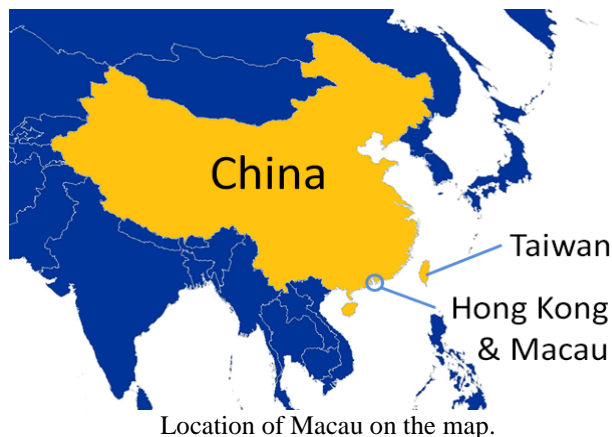 China
Taiwan
Hong Kong
& Macau
Location of Macau on the map.